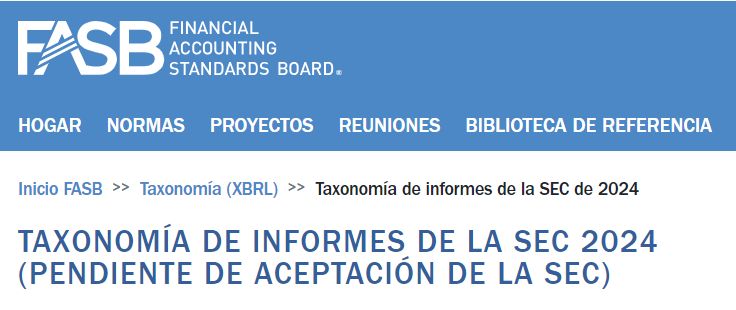 FASB FINANCIAL
ACCOUNTING
STANDARDS BOARD®
HOGAR NORMAS PROYECTOS REUNIONES BIBLIOTECA DE REFERENCIA
Inicio FASB >> Taxonomía (XBRL) >> Taxonomía de informes de la SEC de 2024
TAXONOMÍA DE INFORMES DE LA SEC 2024
(PENDIENTE DE ACEPTACIÓN DE LA SEC)